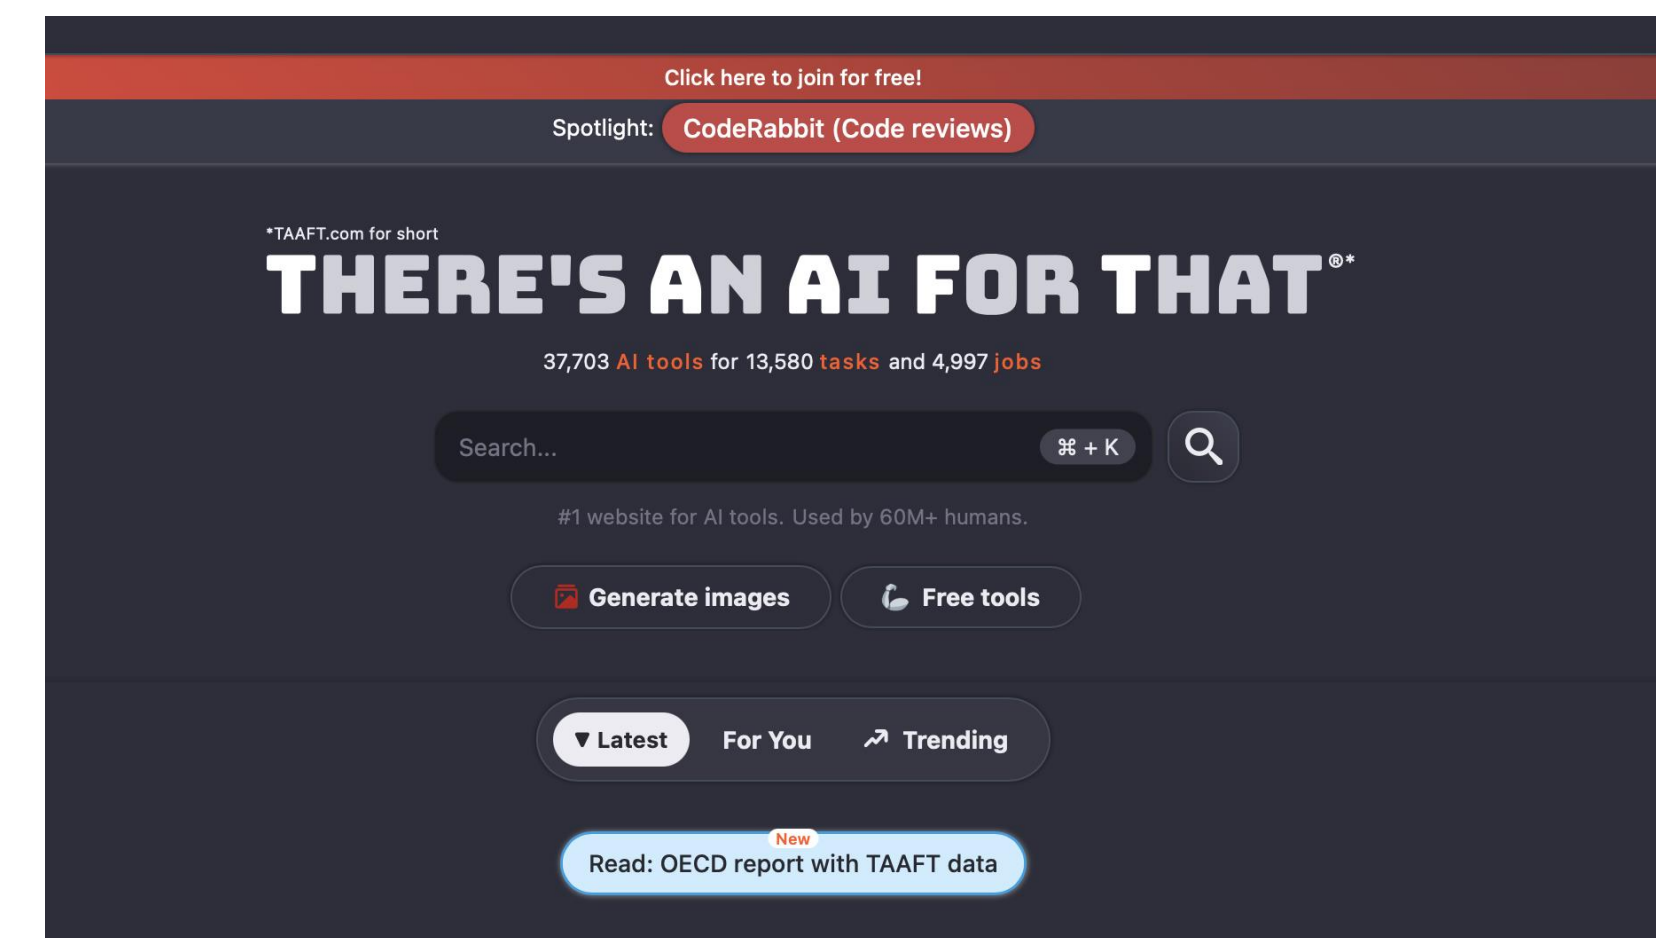 Click here to join for free!
Spotlight: CodeRabbit (Code reviews)
*TAAFT.com for short
THERE'S AN AI FOR THAT®*
37,703 AI tools for 13,580 tasks and 4,997 jobs
Search... ⌘ + K
#1 website for AI tools. Used by 60M+ humans.
Generate images Free tools
▼ Latest For You Trending
New
Read: OECD report with TAAFT data